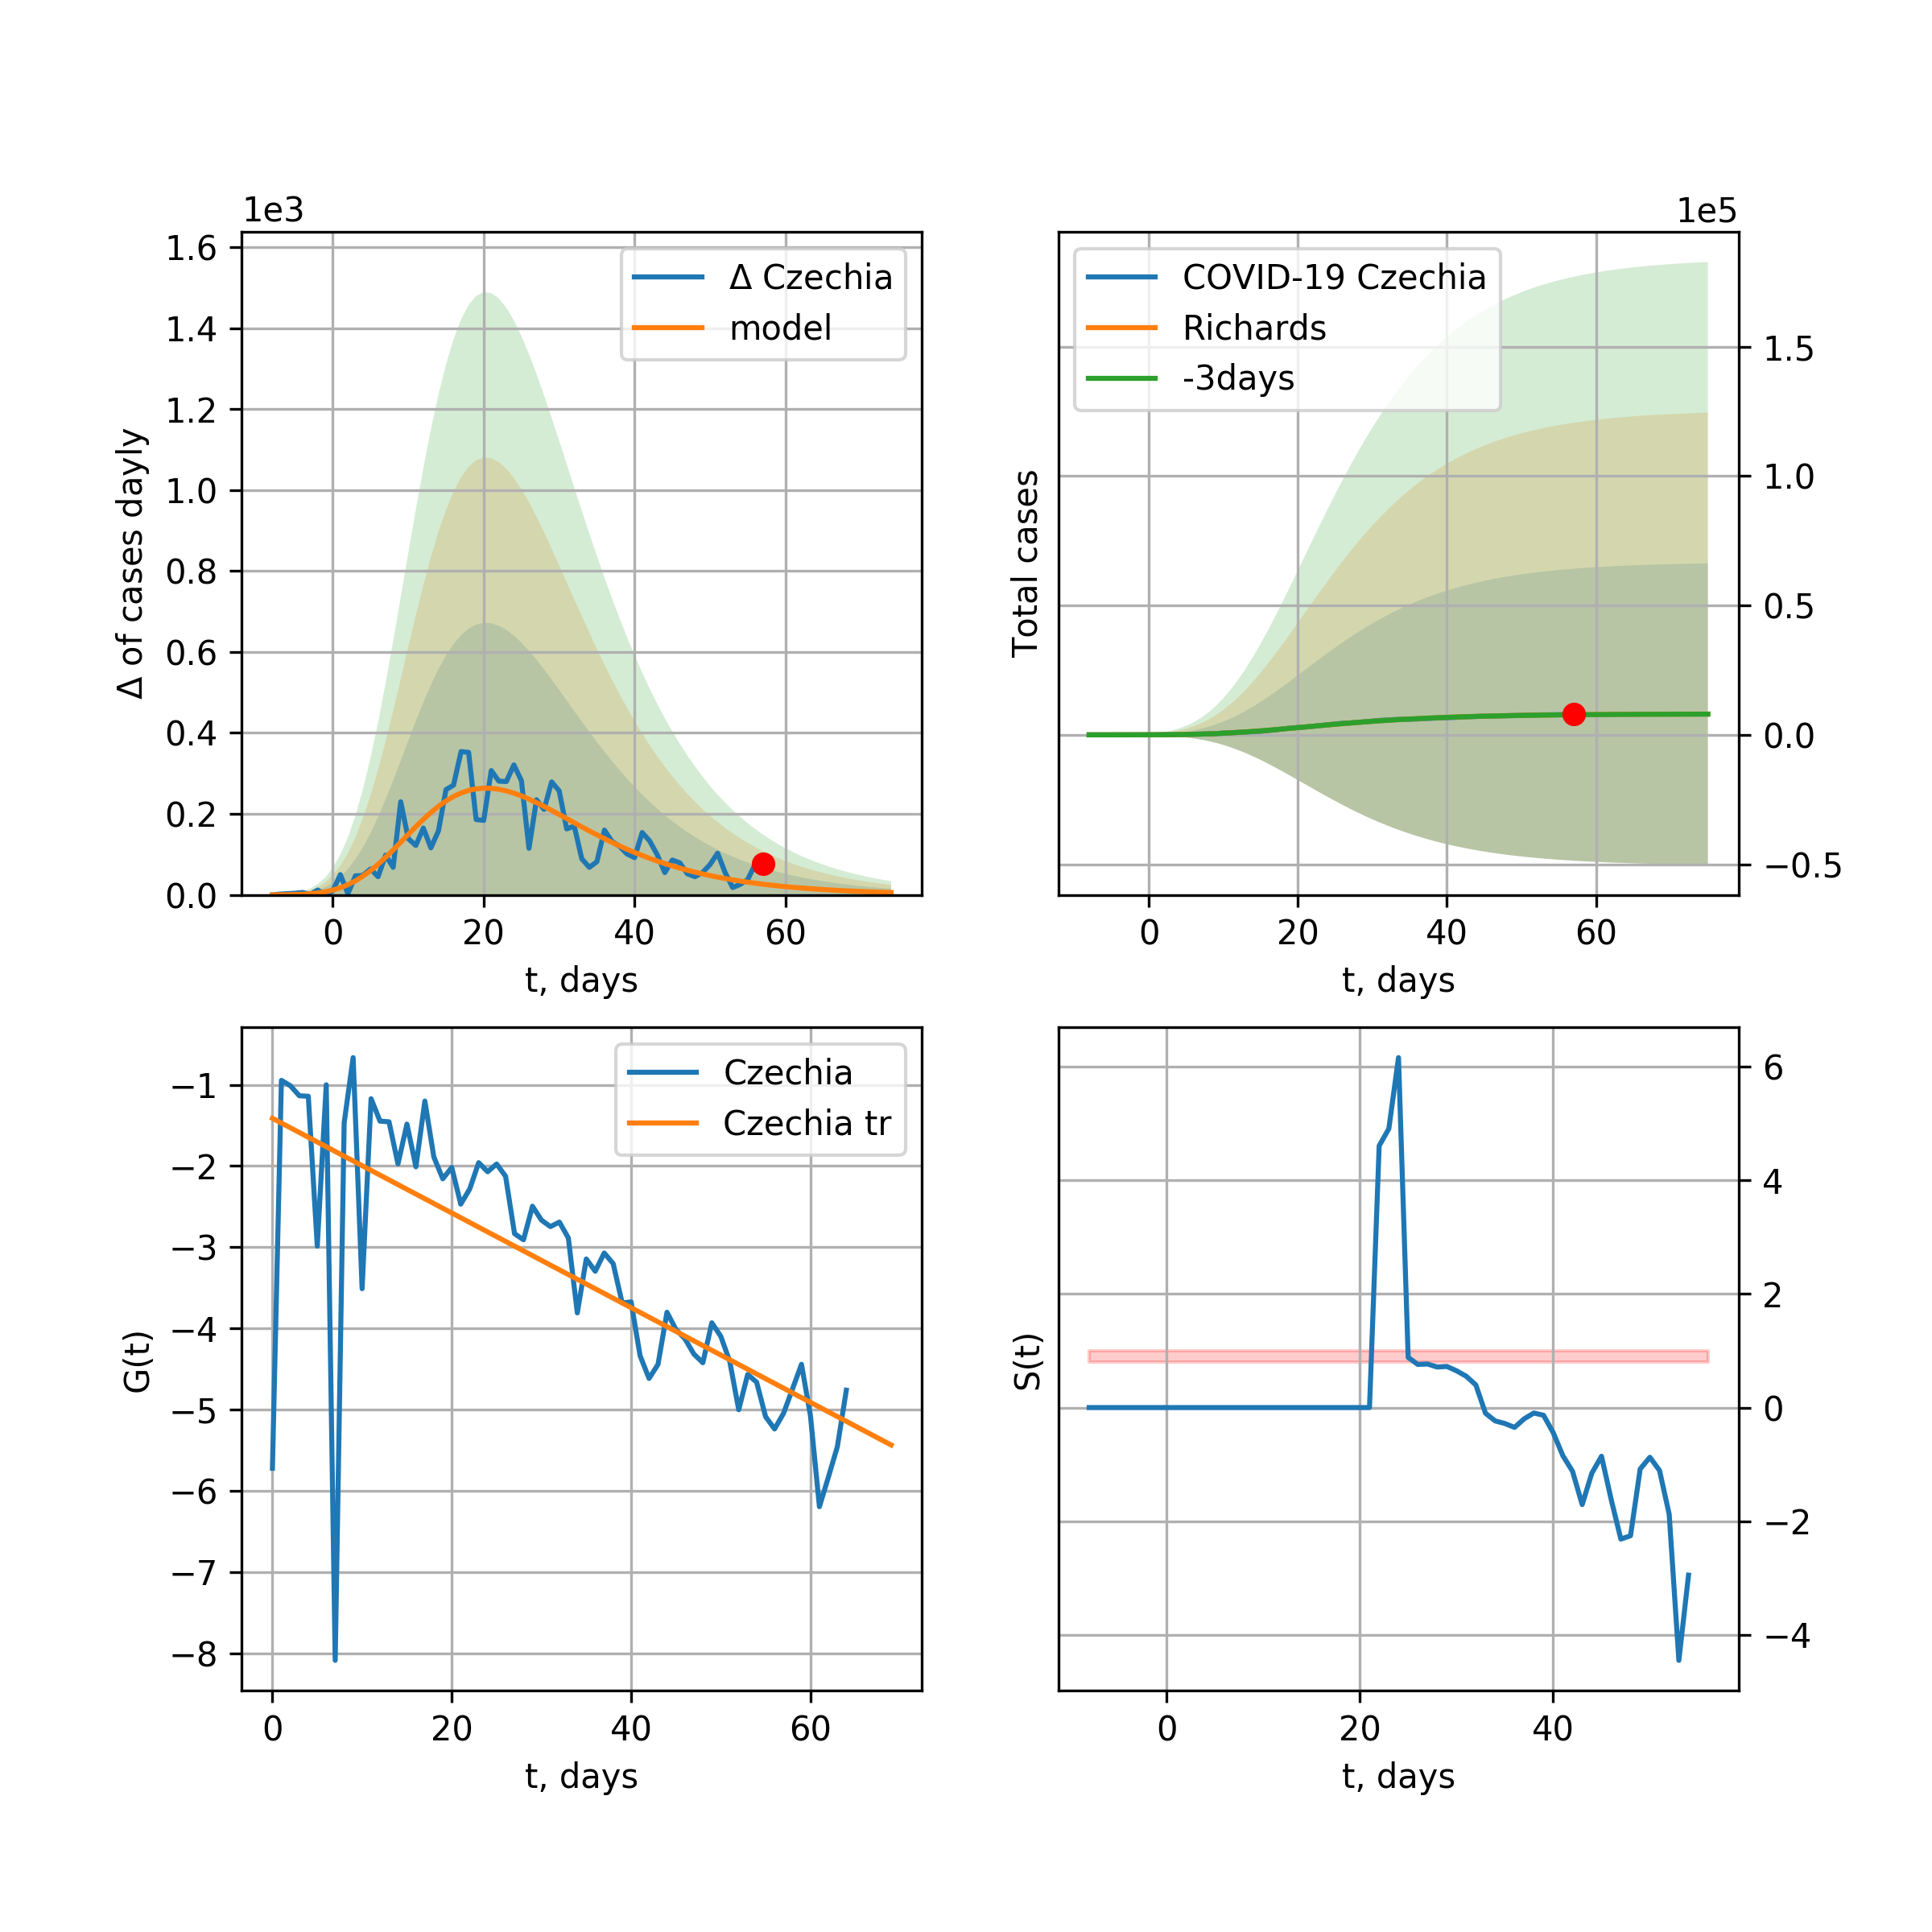 1e3
1.6
1.4
1.2
1.0
0.8
0.6
0.4
0.2
0.0
Δ of cases dayly
Δ Czechia
model
0 20 40 60
t, days
1e5
COVID-19 Czechia
Richards
-3days
Total cases
1.5
1.0
0.5
0.0
−0.5
0 20 40 60
t, days
Czechia
Czechia tr
−1
−2
−3
−4
−5
−6
−7
−8
G(t)
0 20 40 60
t, days
S(t)
6
4
2
0
−2
−4
0 20 40
t, days